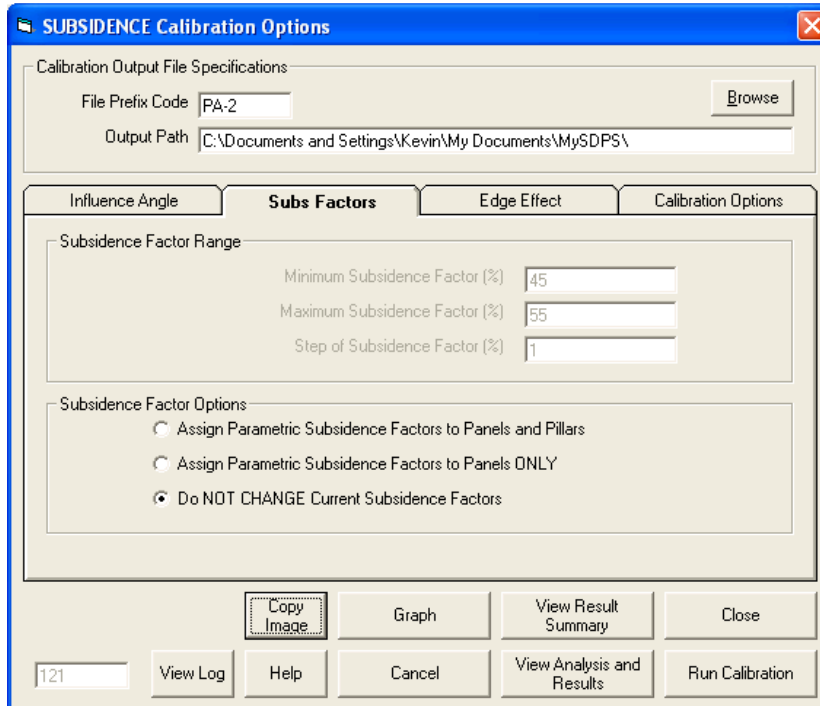 SUBSIDENCE Calibration Options
Calibration Output File Specifications
File Prefix Code PA-2 Browse
Output Path C:\Documents and Settings\Kevin\My Documents\MySDPS\
Influence Angle Subs Factors Edge Effect Calibration Options
Subsidence Factor Range
Minimum Subsidence Factor (%) 45
Maximum Subsidence Factor (%) 55
Step of Subsidence Factor (%) 1
Subsidence Factor Options
Assign Parametric Subsidence Factors to Panels and Pillars
Assign Parametric Subsidence Factors to Panels ONLY
Do NOT CHANGE Current Subsidence Factors
Copy Image Graph View Result Summary Close
121 View Log Help Cancel View Analysis and Results Run Calibration